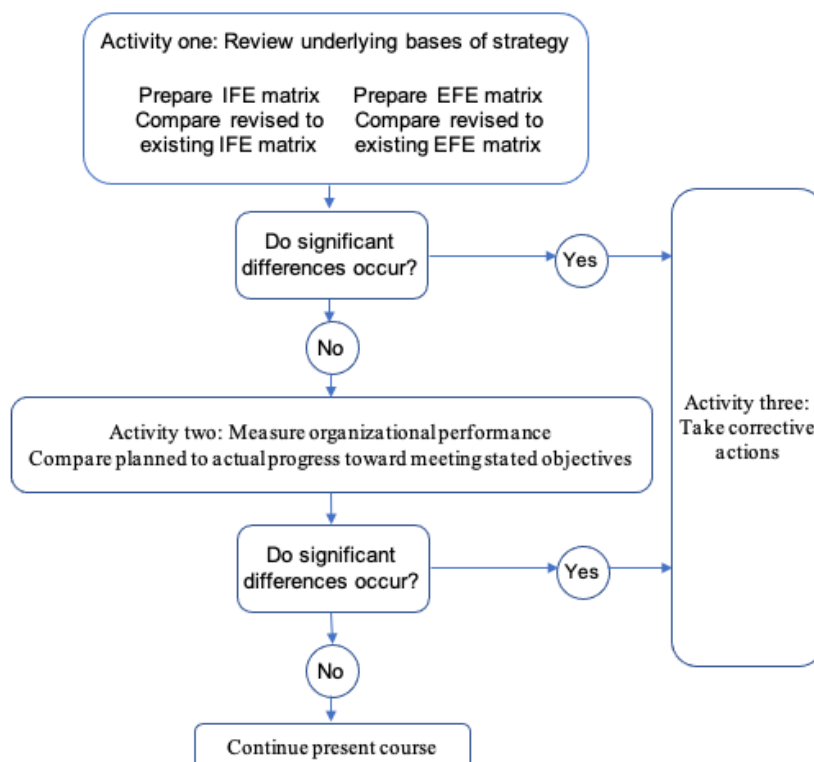 Activity one: Review underlying bases of strategy
Prepare IFE matrix
Compare revised to
existing IFE matrix
Prepare EFE matrix
Compare revised to
existing EFE matrix
Do significant
differences occur?
Yes
No
Activity two: Measure organizational performance
Compare planned to actual progress toward meeting stated objectives
Activity three:
Take corrective
actions
Do significant
differences occur?
Yes
No
Continue present course